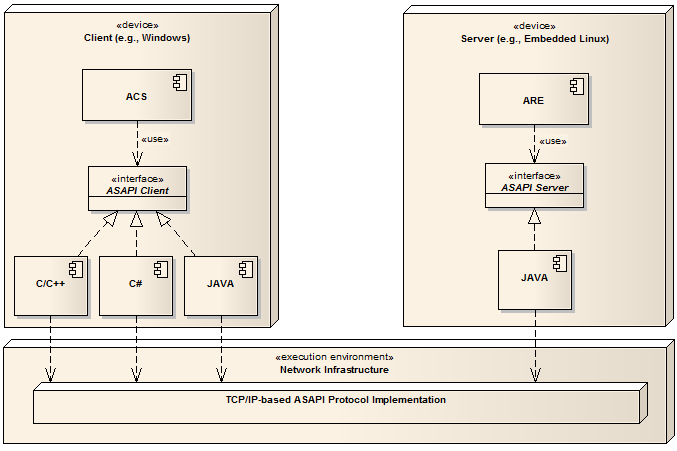 «device»
Client (e.g., Windows)
ACS
«use»
«interface»
ASAPI Client
C/C++
C#
JAVA
«device»
Server (e.g., Embedded Linux)
ARE
«use»
«interface»
ASAPI Server
JAVA
«execution environment»
Network Infrastructure
TCP/IP-based ASAPI Protocol Implementation